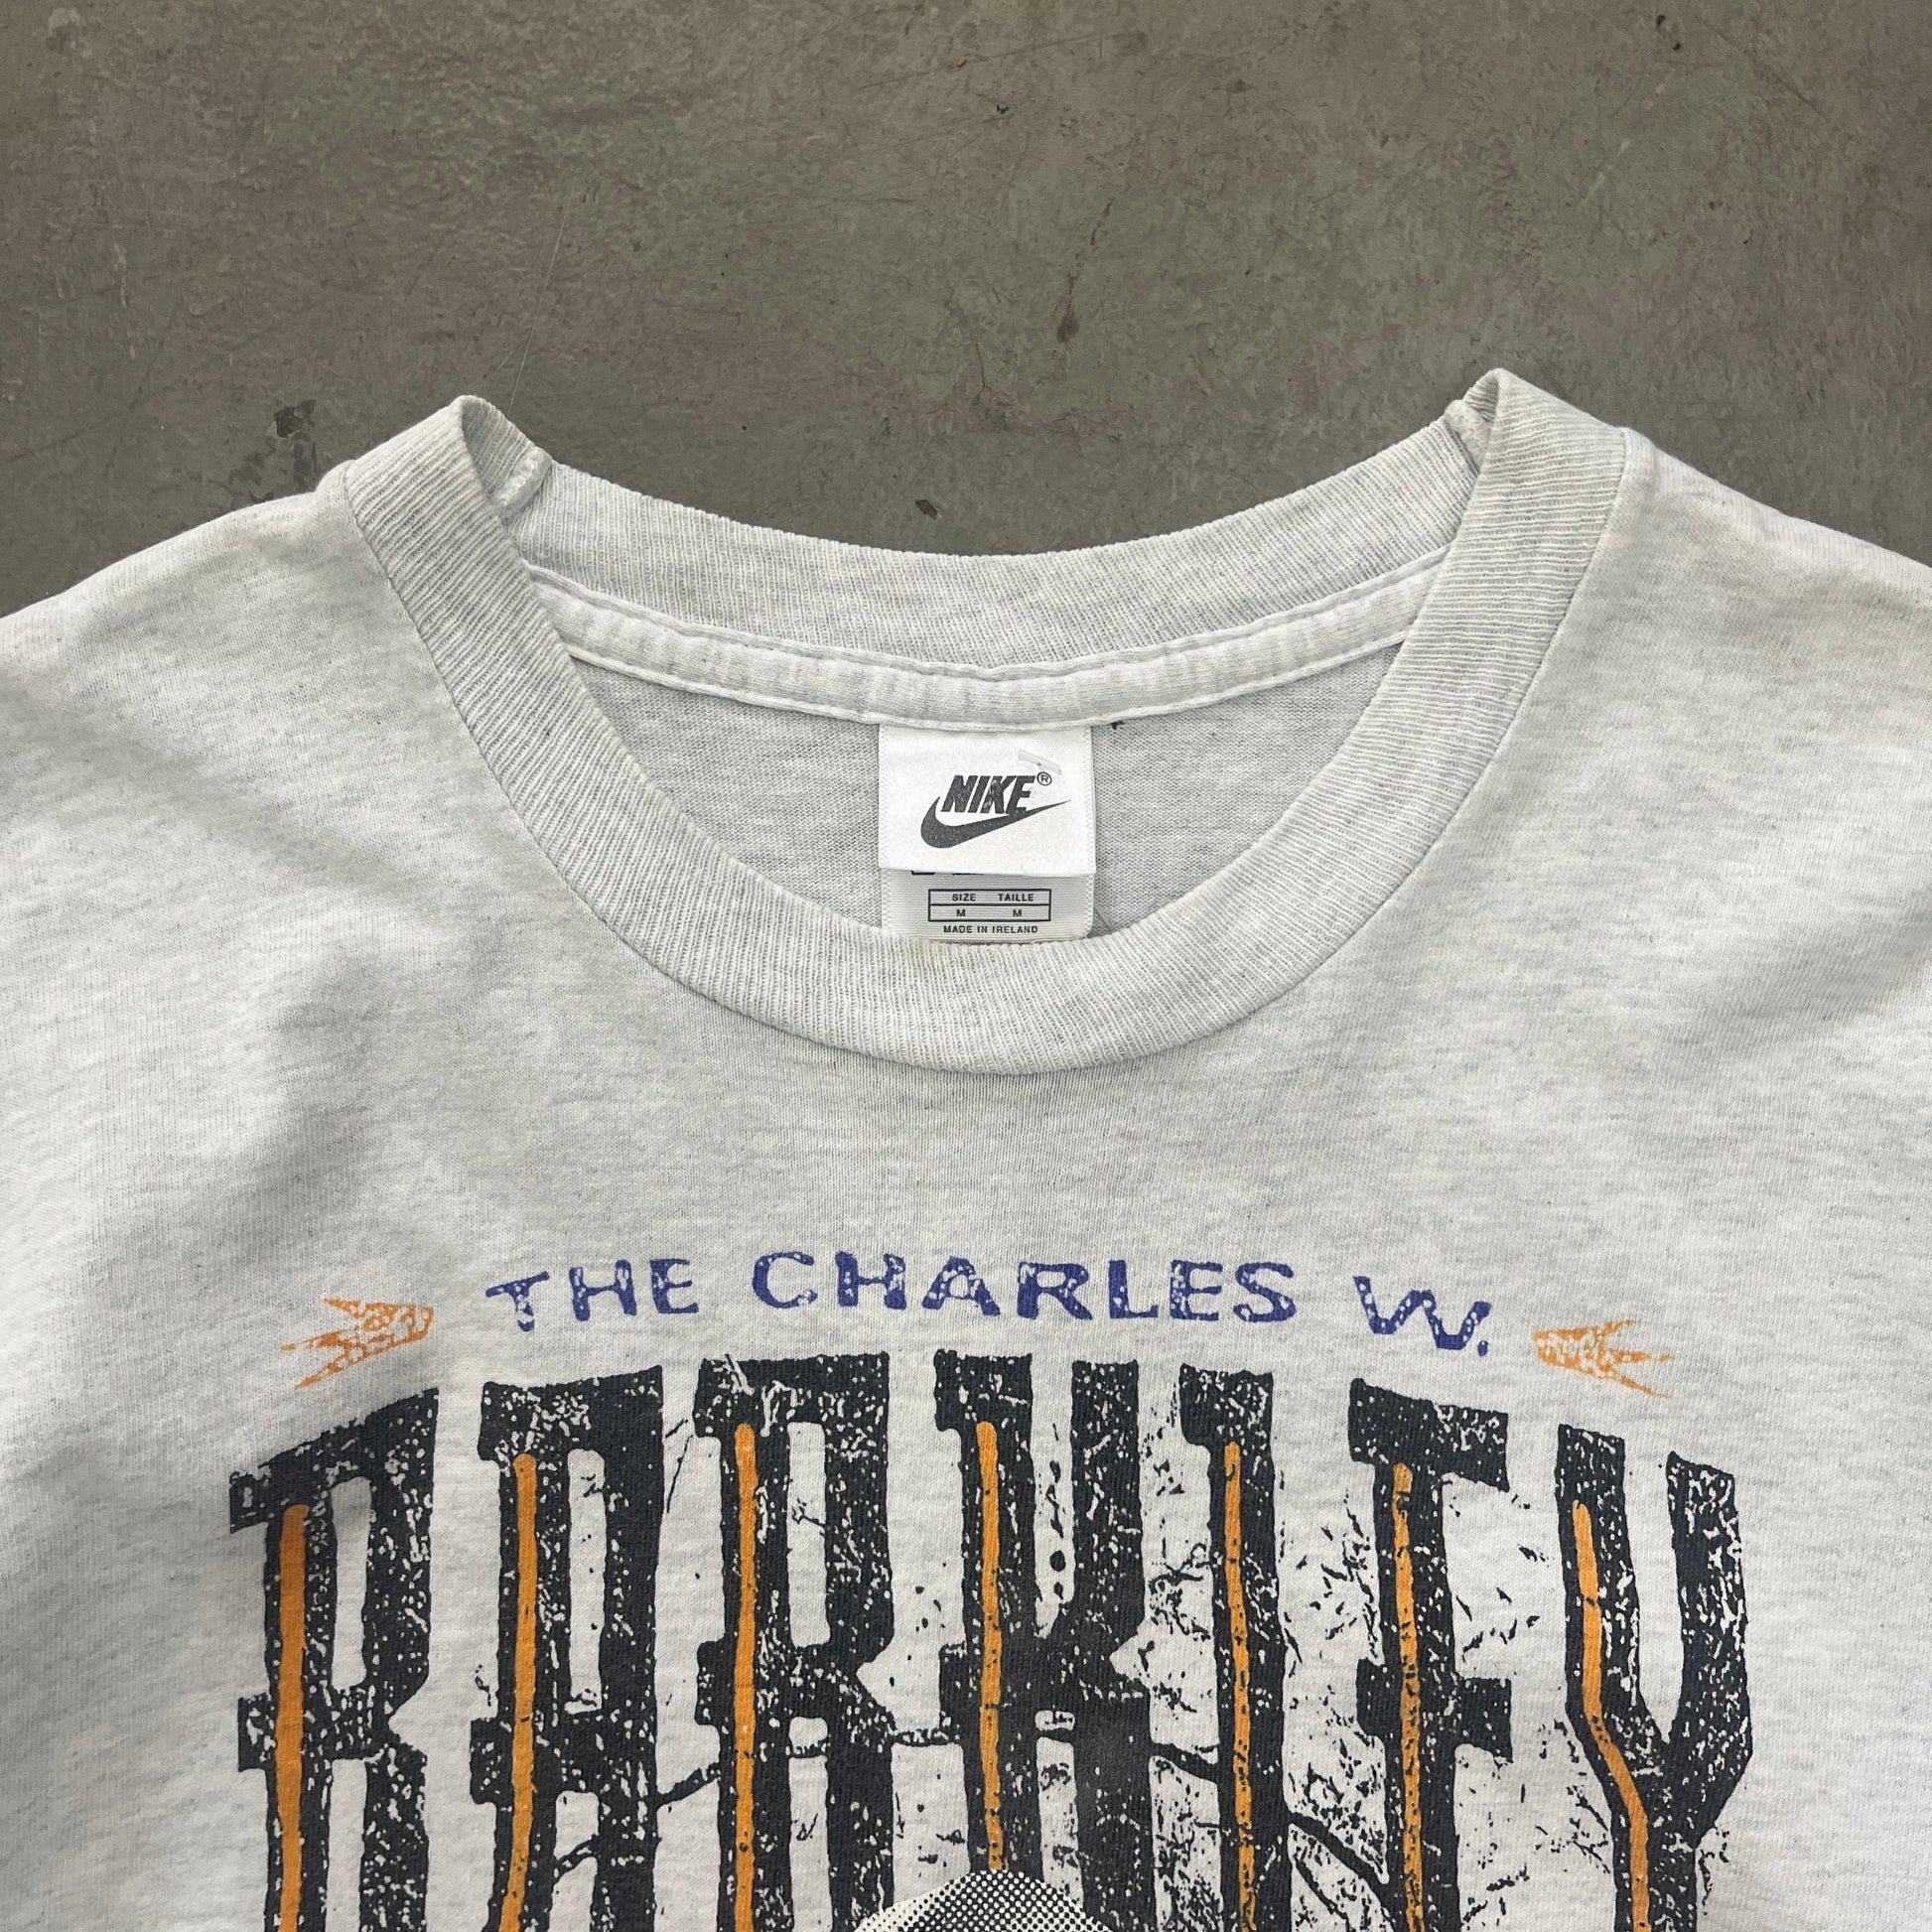 NIKE®
SIZE TAILLE
M M
MADE IN IRELAND
THE CHARLES W.
BARKLEY